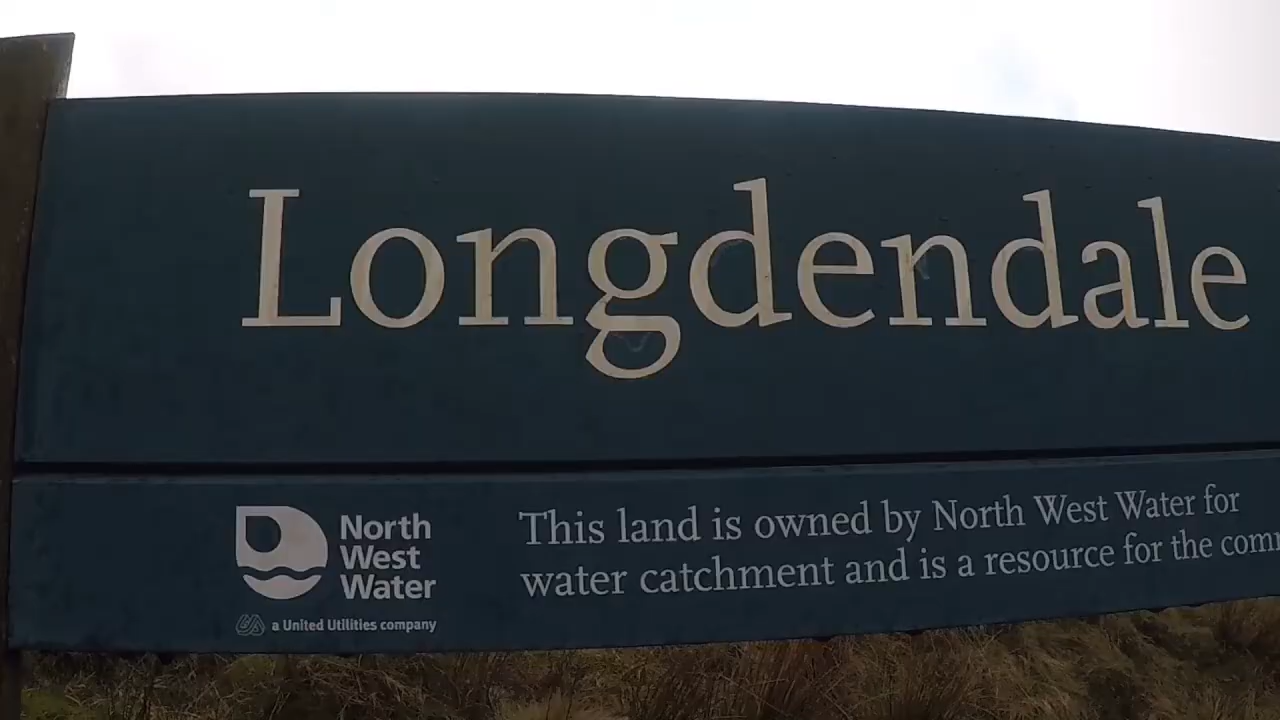 Longdendale
North
West
Water
a United Utilities company
This land is owned by North West Water for
water catchment and is a resource for the